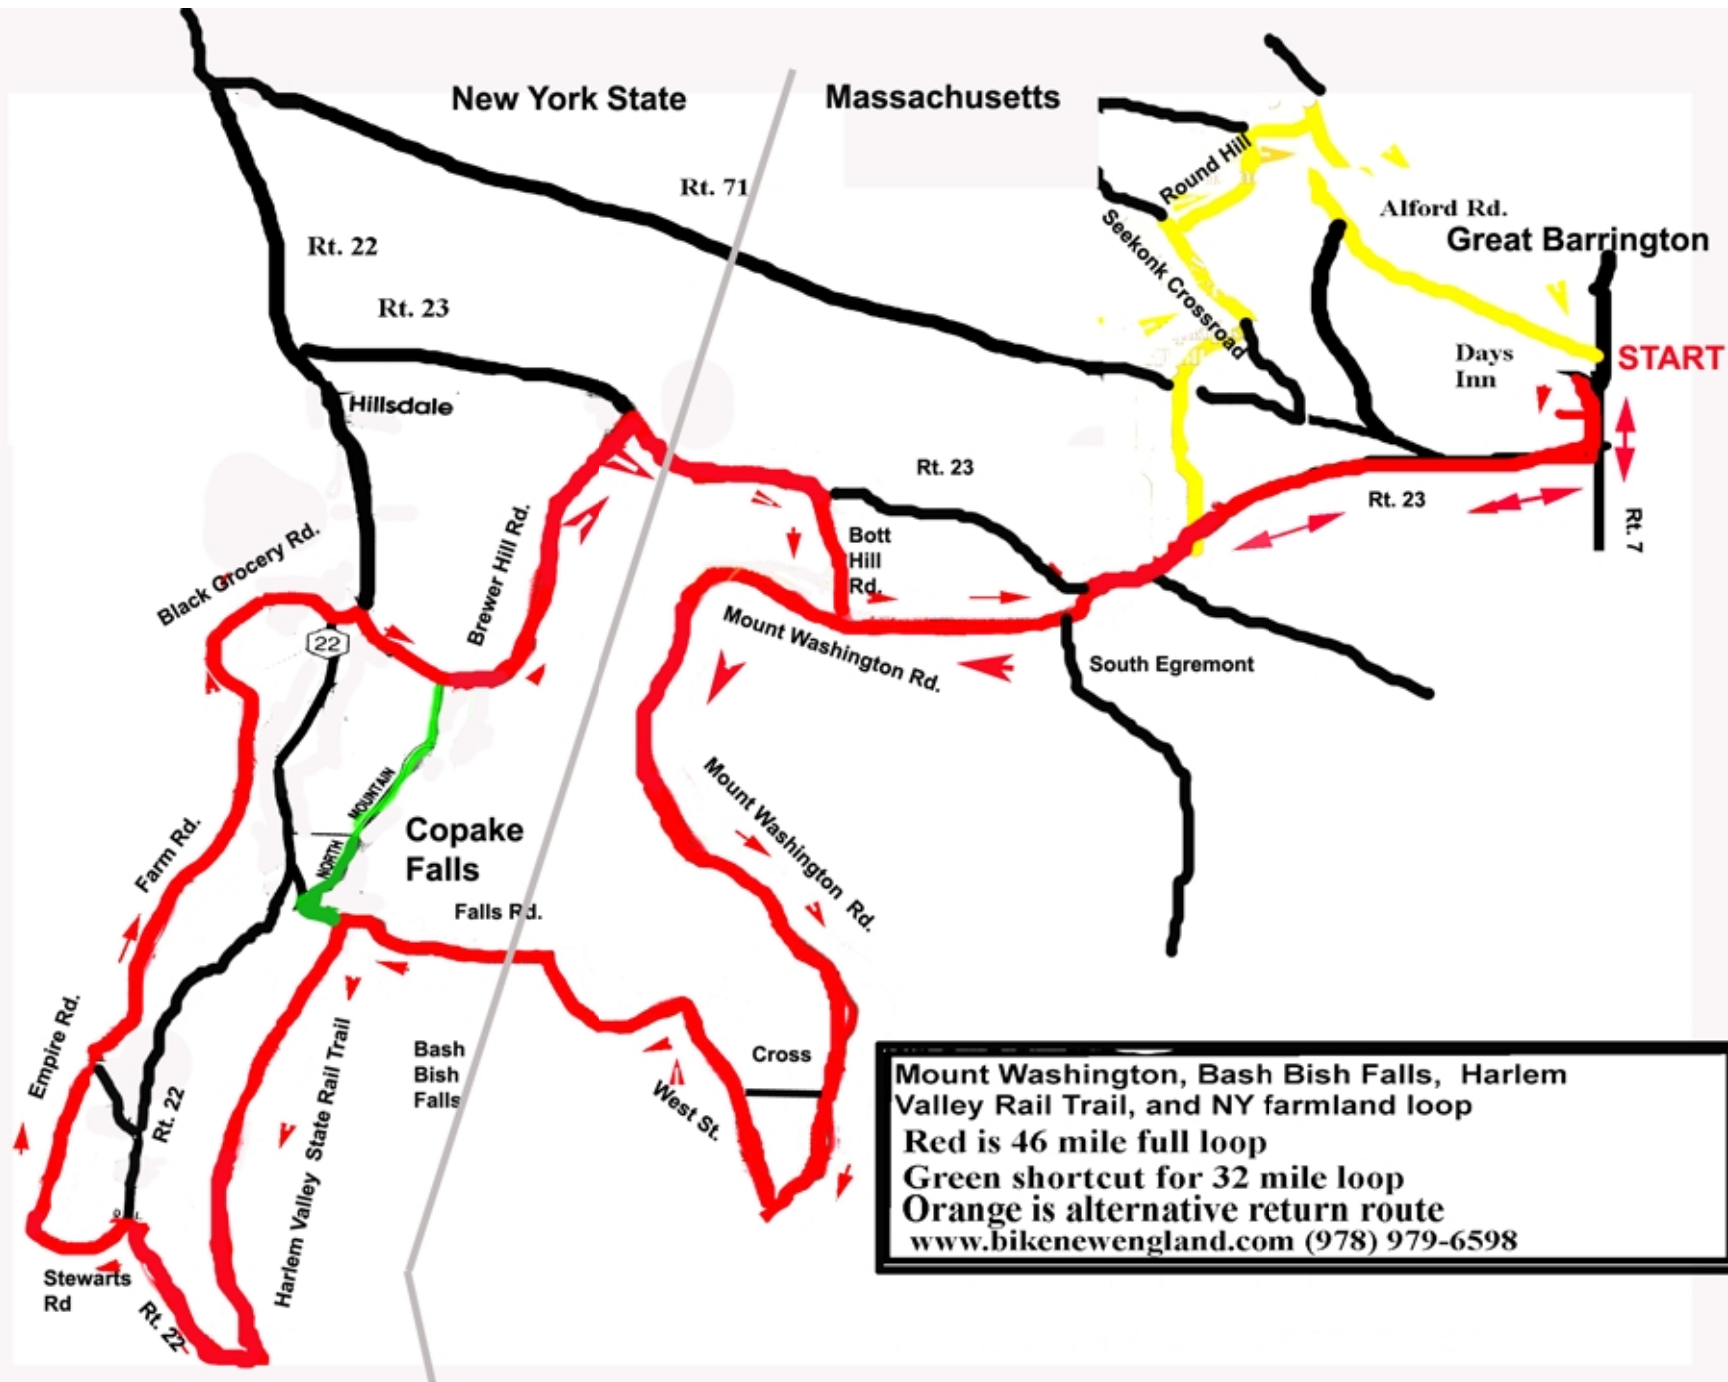 New York State
Massachusetts
Rt. 71
Round Hill
Alford Rd.
Great Barrington
Seekonk Crossroad
Rt. 22
Rt. 23
Days
Inn
START
Hillsdale
Rt. 23
Rt. 23
Rt. 7
Black Grocery Rd.
Brewer Hill Rd.
Bott
Hill
Rd.
22
Mount Washington Rd.
South Egremont
MOUNTAIN
NORTH
Mount Washington Rd.
Farm Rd.
Copake
Falls
Falls Rd.
Empire Rd.
Harlem Valley State Rail Trail
Bash
Bish
Falls
Cross
West St.
Rt. 22
Stewarts
Rd
Rt. 22
Mount Washington, Bash Bish Falls, Harlem
Valley Rail Trail, and NY farmland loop
Red is 46 mile full loop
Green shortcut for 32 mile loop
Orange is alternative return route
www.bikenewengland.com (978) 979-6598